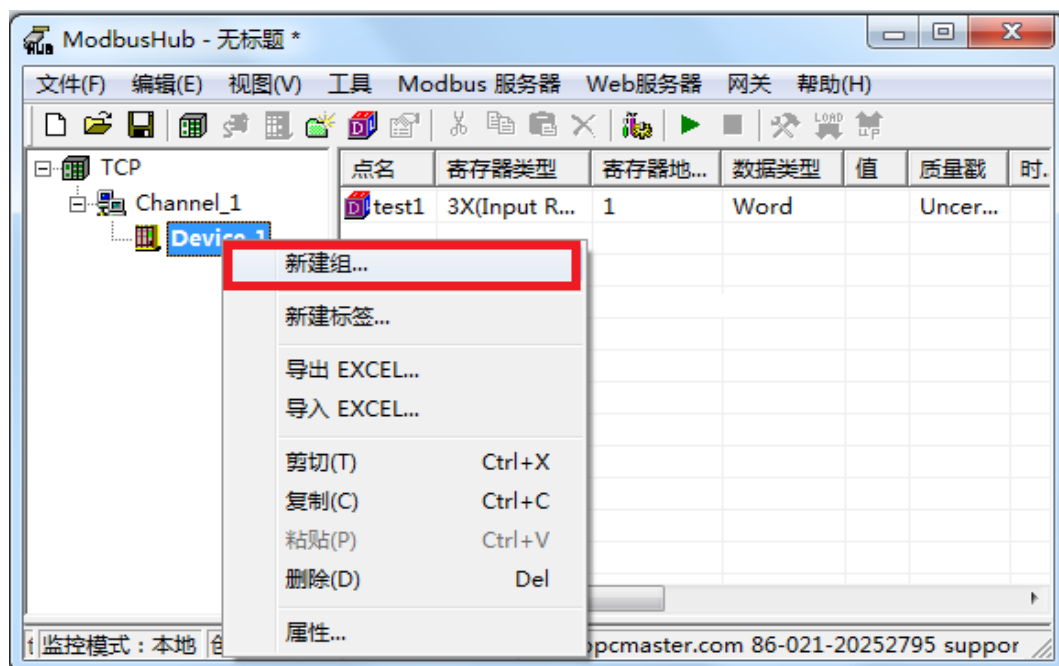 ModbusHub - 无标题 *
文件(F) 编辑(E) 视图(V) 工具 Modbus 服务器 Web服务器 网关 帮助(H)
TCP
Channel_1
Device_1
点名 寄存器类型 寄存器地... 数据类型 值 质量戳 时...
test1 3X(Input R... 1 Word Uncer...
新建组...
新建标签...
导出 EXCEL...
导入 EXCEL...
剪切(T) Ctrl+X
复制(C) Ctrl+C
粘贴(P) Ctrl+V
删除(D) Del
属性...
监控模式：本地 opcmaster.com 86-021-20252795 suppor